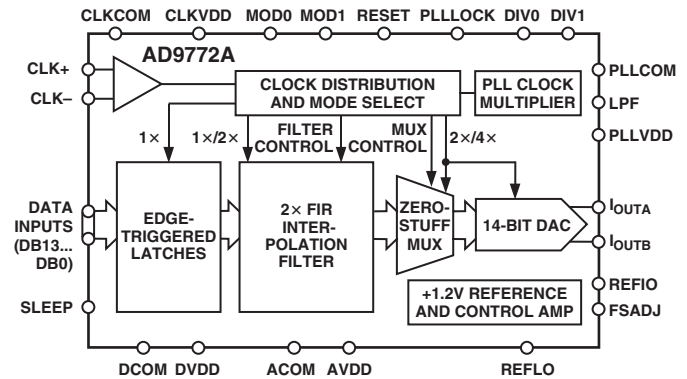 CLKCOM CLKVDD MOD0 MOD1 RESET PLLLOCK DIV0 DIV1
AD9772A
CLK+
CLK–
CLOCK DISTRIBUTION
AND MODE SELECT
PLL CLOCK
MULTIPLIER
PLLCOM
LPF
PLLVDD
1×
1×/2×
FILTER
CONTROL
MUX
CONTROL
2×/4×
DATA
INPUTS
(DB13...
DB0)
EDGE-
TRIGGERED
LATCHES
2× FIR
INTER-
POLATION
FILTER
ZERO-
STUFF
MUX
14-BIT DAC
IOUTA
IOUTB
SLEEP
+1.2V REFERENCE
AND CONTROL AMP
REFIO
FSADJ
DCOM DVDD ACOM AVDD REFLO